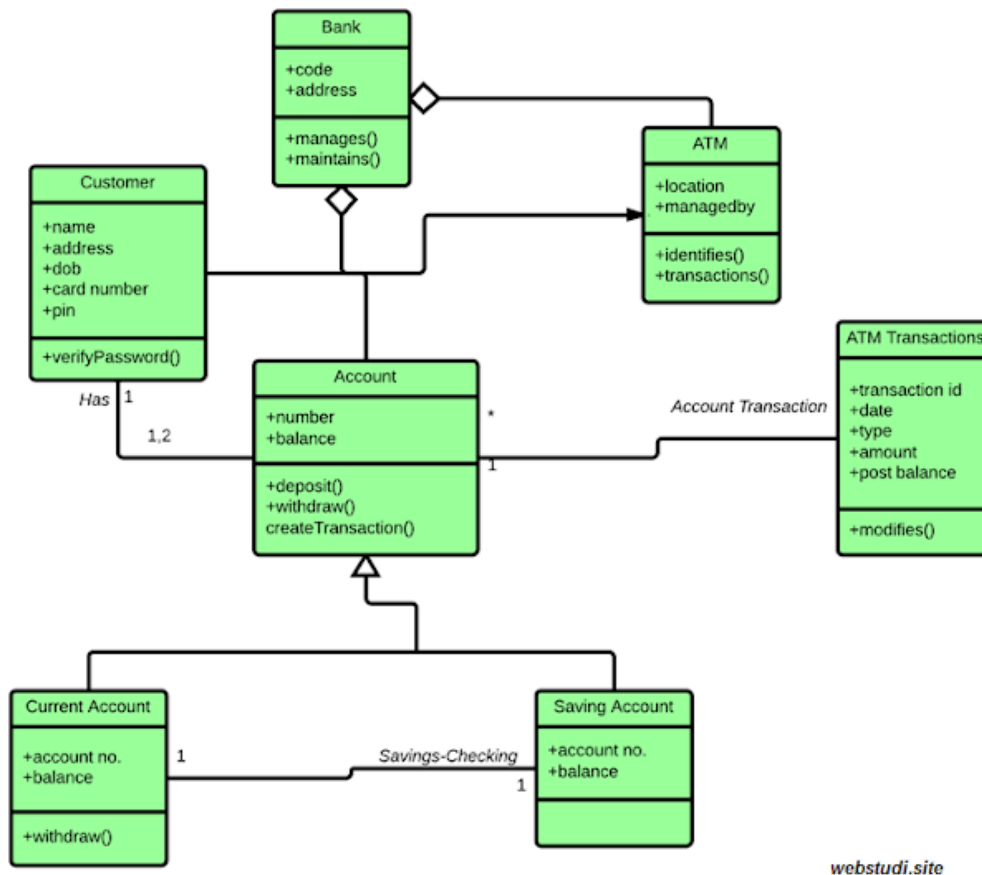 Bank
+code
+address
+manages()
+maintains()
ATM
+location
+managedby
+identifies()
+transactions()
Customer
+name
+address
+dob
+card number
+pin
+verifyPassword()
Has
1
1,2
Account
+number
+balance
+deposit()
+withdraw()
createTransaction()
*
1
Account Transaction
ATM Transactions
+transaction id
+date
+type
+amount
+post balance
+modifies()
Current Account
+account no.
+balance
+withdraw()
1
Savings-Checking
1
Saving Account
+account no.
+balance
webstudi.site